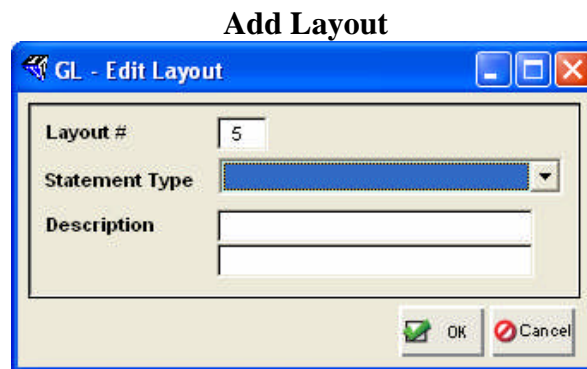 Add Layout
GL - Edit Layout
Layout # 5
Statement Type
Description
OK Cancel